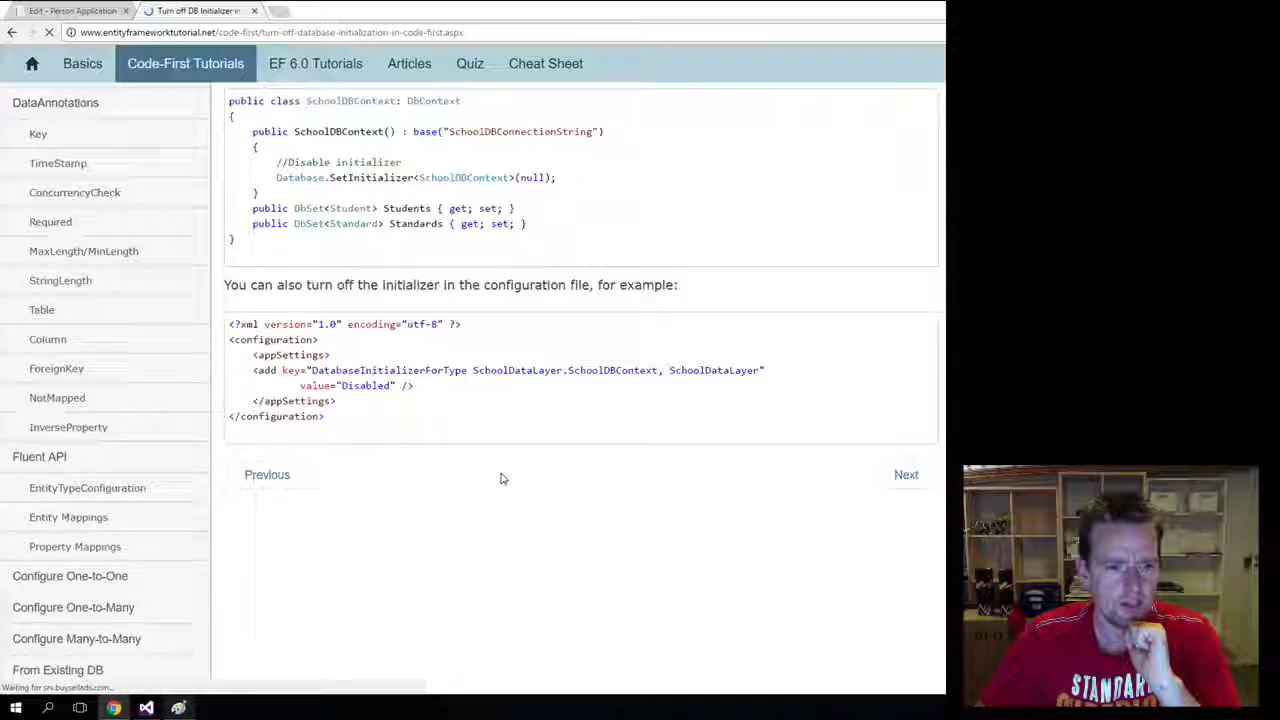 Edit - Person Application
Turn off DB Initializer in
www.entityframeworktutorial.net/code-first/turn-off-database-initialization-in-code-first.aspx
Basics
Code-First Tutorials
EF 6.0 Tutorials
Articles
Quiz
Cheat Sheet
DataAnnotations
Key
TimeStamp
ConcurrencyCheck
Required
MaxLength/MinLength
StringLength
Table
Column
ForeignKey
NotMapped
InverseProperty
Fluent API
EntityTypeConfiguration
Entity Mappings
Property Mappings
Configure One-to-One
Configure One-to-Many
Configure Many-to-Many
From Existing DB
public class SchoolDBContext: DbContext
{
public SchoolDBContext() : base("SchoolDBConnectionString")
{
//Disable initializer
Database.SetInitializer<SchoolDBContext>(null);
}
public DbSet<Student> Students { get; set; }
public DbSet<Standard> Standards { get; set; }
}
You can also turn off the initializer in the configuration file, for example:
<?xml version="1.0" encoding="utf-8" ?>
<configuration>
<appSettings>
<add key="DatabaseInitializerForType SchoolDataLayer.SchoolDBContext, SchoolDataLayer"
value="Disabled" />
</appSettings>
</configuration>
Previous
Next
Waiting for srv.buysellads.com...
STANDARD